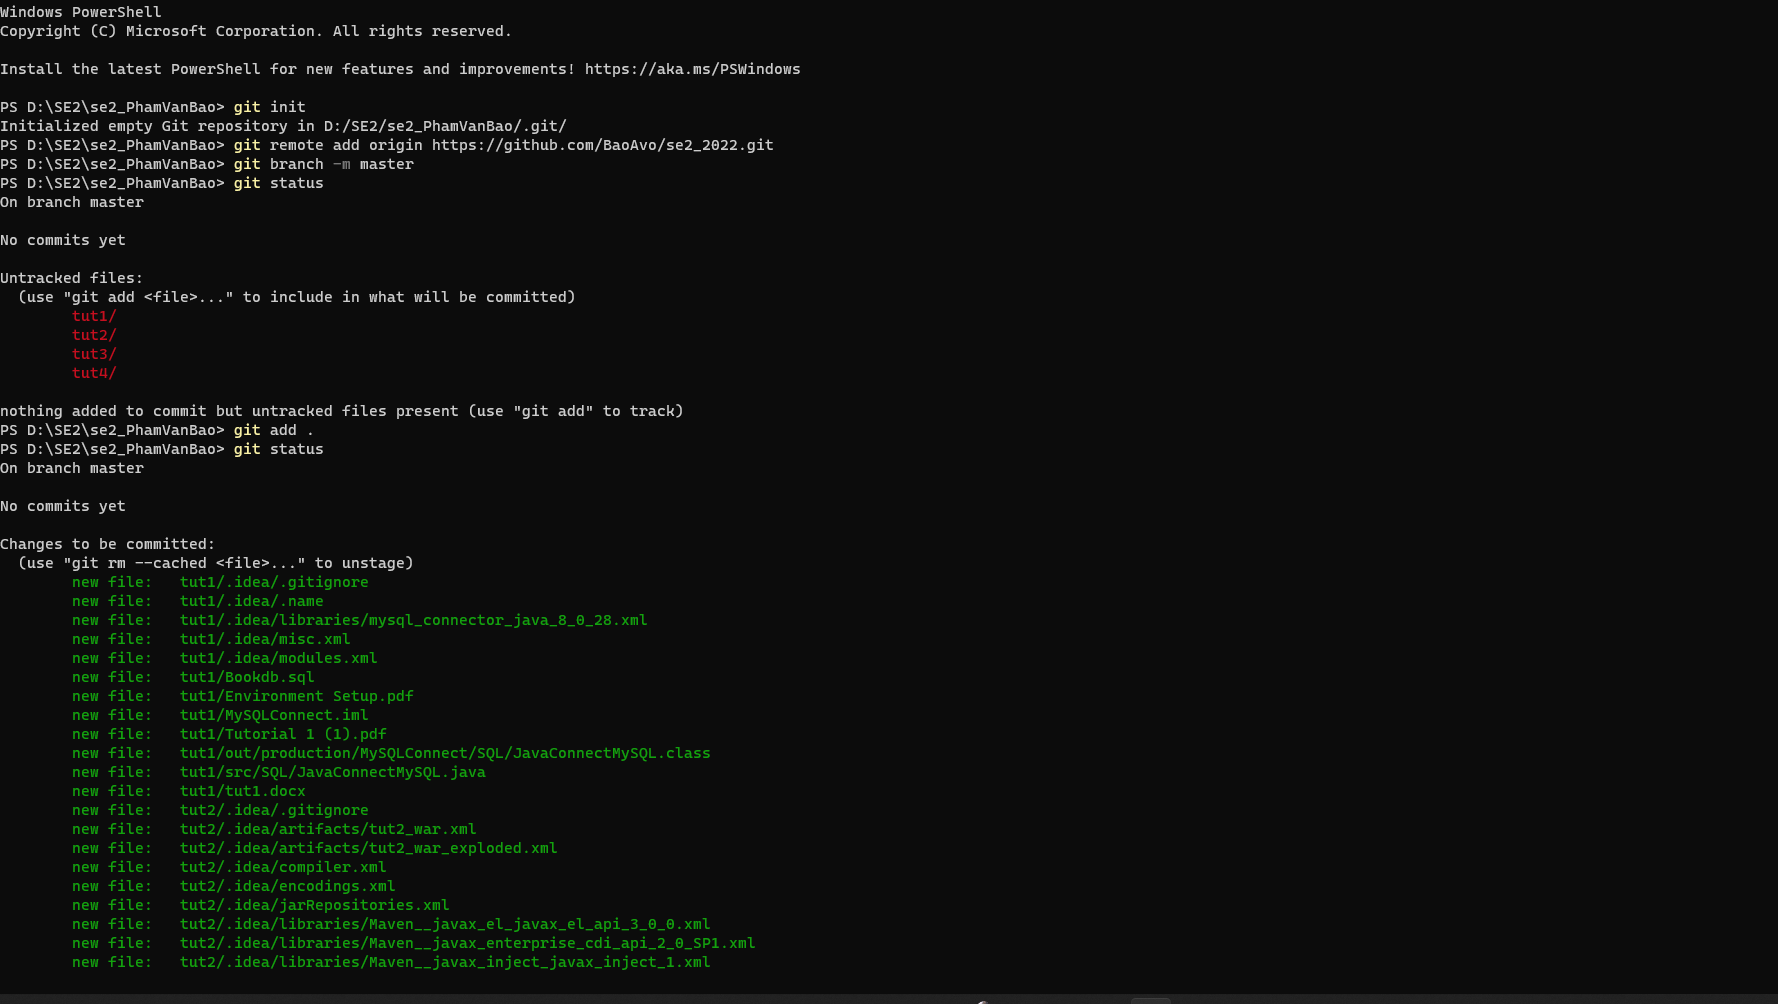 Windows PowerShell
Copyright (C) Microsoft Corporation. All rights reserved.
Install the latest PowerShell for new features and improvements! https://aka.ms/PSWindows
PS D:\SE2\se2_PhamVanBao> git init
Initialized empty Git repository in D:/SE2/se2_PhamVanBao/.git/
PS D:\SE2\se2_PhamVanBao> git remote add origin https://github.com/BaoAvo/se2_2022.git
PS D:\SE2\se2_PhamVanBao> git branch -m master
PS D:\SE2\se2_PhamVanBao> git status
On branch master
No commits yet
Untracked files:
  (use "git add <file>..." to include in what will be committed)
        tut1/
        tut2/
        tut3/
        tut4/
nothing added to commit but untracked files present (use "git add" to track)
PS D:\SE2\se2_PhamVanBao> git add .
PS D:\SE2\se2_PhamVanBao> git status
On branch master
No commits yet
Changes to be committed:
  (use "git rm --cached <file>..." to unstage)
        new file:   tut1/.idea/.gitignore
        new file:   tut1/.idea/.name
        new file:   tut1/.idea/libraries/mysql_connector_java_8_0_28.xml
        new file:   tut1/.idea/misc.xml
        new file:   tut1/.idea/modules.xml
        new file:   tut1/Bookdb.sql
        new file:   tut1/Environment Setup.pdf
        new file:   tut1/MySQLConnect.iml
        new file:   tut1/Tutorial 1 (1).pdf
        new file:   tut1/out/production/MySQLConnect/SQL/JavaConnectMySQL.class
        new file:   tut1/src/SQL/JavaConnectMySQL.java
        new file:   tut1/tut1.docx
        new file:   tut2/.idea/.gitignore
        new file:   tut2/.idea/artifacts/tut2_war.xml
        new file:   tut2/.idea/artifacts/tut2_war_exploded.xml
        new file:   tut2/.idea/compiler.xml
        new file:   tut2/.idea/encodings.xml
        new file:   tut2/.idea/jarRepositories.xml
        new file:   tut2/.idea/libraries/Maven__javax_el_javax_el_api_3_0_0.xml
        new file:   tut2/.idea/libraries/Maven__javax_enterprise_cdi_api_2_0_SP1.xml
        new file:   tut2/.idea/libraries/Maven__javax_inject_javax_inject_1.xml